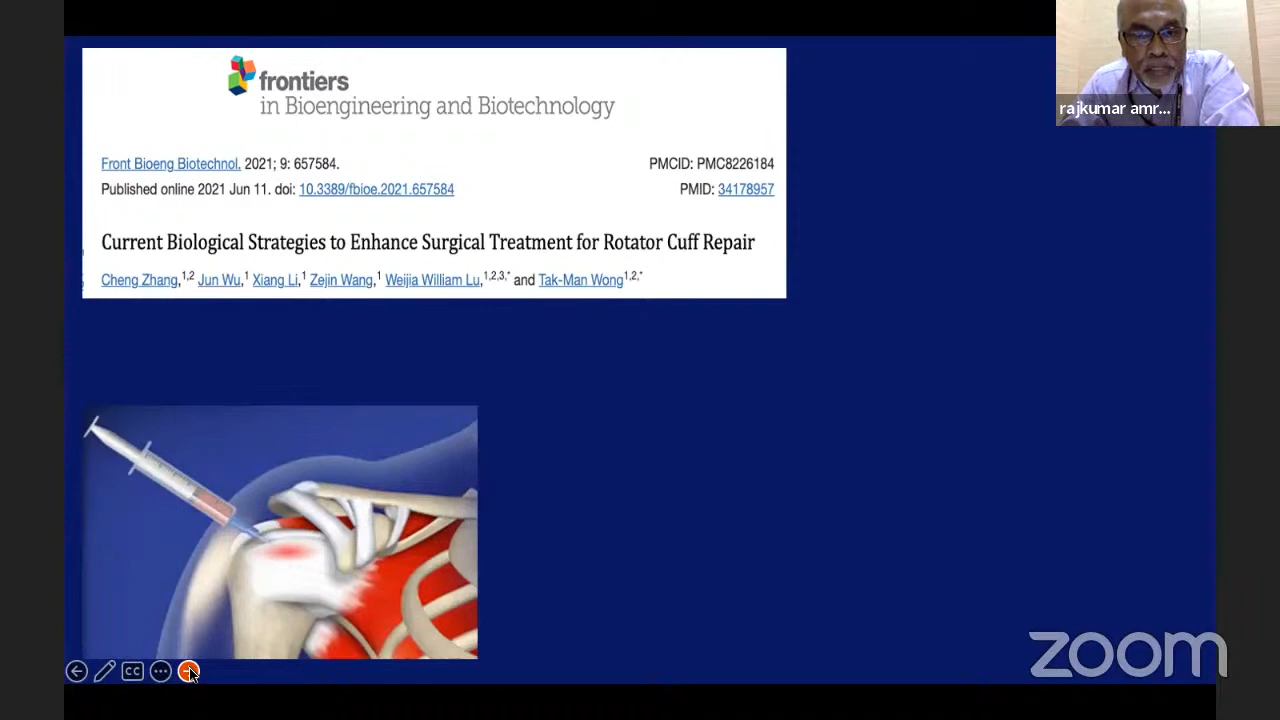 frontiers
in Bioengineering and Biotechnology
Front Bioeng Biotechnol. 2021; 9: 657584.
PMCID: PMC8226184
Published online 2021 Jun 11. doi: 10.3389/fbioe.2021.657584
PMID: 34178957
Current Biological Strategies to Enhance Surgical Treatment for Rotator Cuff Repair
Cheng Zhang,1,2 Jun Wu,1 Xiang Li,1 Zejin Wang,1 Weijia William Lu,1,2,3,* and Tak-Man Wong1,2,*
rajkumar amr...
CC
zoom